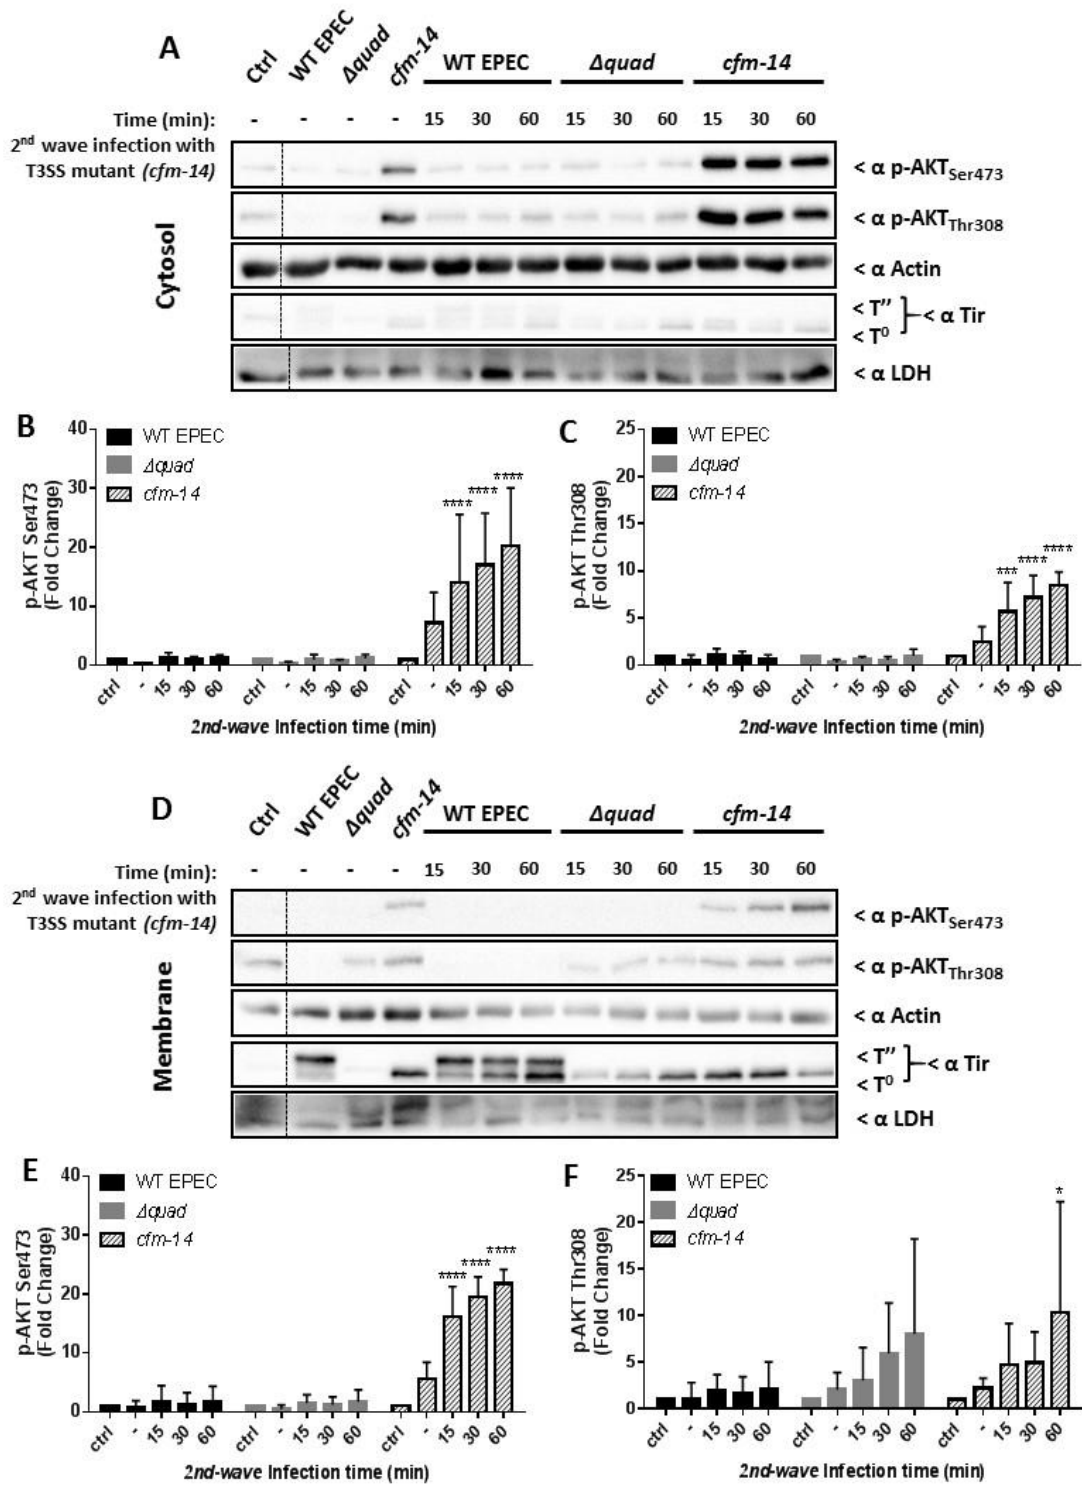 A
Ctrl WT EPEC Δquad cfm-14 WT EPEC Δquad cfm-14
Time (min): - - - - 15 30 60 15 30 60 15 30 60
2nd wave infection with
T3SS mutant (cfm-14)
< α p-AKTSer473
< α p-AKTThr308
Cytosol
< α Actin
< T’’
< α Tir
< T0
< α LDH
B
p-AKT Ser473
(Fold Change)
40
30
20
10
0
WT EPEC
Δquad
cfm-14
**** **** ****
ctrl - 15 30 60 ctrl - 15 30 60 ctrl - 15 30 60
2nd-wave Infection time (min)
C
p-AKT Thr308
(Fold Change)
25
20
15
10
5
0
WT EPEC
Δquad
cfm-14
*** **** ****
ctrl - 15 30 60 ctrl - 15 30 60 ctrl - 15 30 60
2nd-wave Infection time (min)
D
Ctrl WT EPEC Δquad cfm-14 WT EPEC Δquad cfm-14
Time (min): - - - - 15 30 60 15 30 60 15 30 60
2nd wave infection with
T3SS mutant (cfm-14)
< α p-AKTSer473
< α p-AKTThr308
Membrane
< α Actin
< T’’
< α Tir
< T0
< α LDH
E
p-AKT Ser473
(Fold Change)
40
30
20
10
0
WT EPEC
Δquad
cfm-14
**** **** ****
ctrl - 15 30 60 ctrl - 15 30 60 ctrl - 15 30 60
2nd-wave Infection time (min)
F
p-AKT Thr308
(Fold Change)
25
20
15
10
5
0
WT EPEC
Δquad
cfm-14
*
ctrl - 15 30 60 ctrl - 15 30 60 ctrl - 15 30 60
2nd-wave Infection time (min)